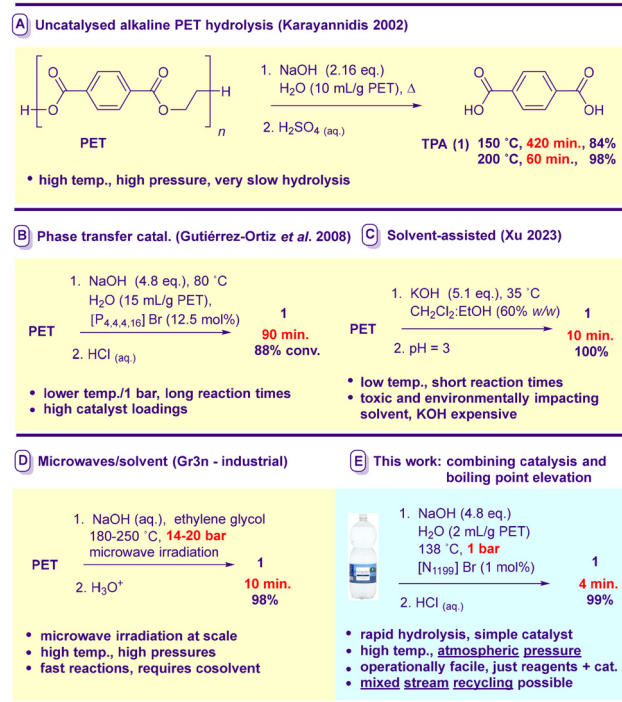 A Uncatalysed alkaline PET hydrolysis (Karayannidis 2002)
O
O
H
O
O
H
n
PET
1. NaOH (2.16 eq.)
H₂O (10 mL/g PET), Δ
2. H₂SO₄ (aq.)
O
O
HO
OH
TPA (1) 150 ˚C, 420 min., 84%
200 ˚C, 60 min., 98%
• high temp., high pressure, very slow hydrolysis
B Phase transfer catal. (Gutiérrez-Ortiz et al. 2008)
PET
1. NaOH (4.8 eq.), 80 ˚C
H₂O (15 mL/g PET),
[P₄,₄,₄,₁₆] Br (12.5 mol%)
2. HCl (aq.)
1
90 min.
88% conv.
• lower temp./1 bar, long reaction times
• high catalyst loadings
C Solvent-assisted (Xu 2023)
PET
1. KOH (5.1 eq.), 35 ˚C
CH₂Cl₂:EtOH (60% w/w)
2. pH = 3
1
10 min.
100%
• low temp., short reaction times
• toxic and environmentally impacting
solvent, KOH expensive
D Microwaves/solvent (Gr3n - industrial)
PET
1. NaOH (aq.), ethylene glycol
180-250 ˚C, 14-20 bar
microwave irradiation
2. H₃O⁺
1
10 min.
98%
• microwave irradiation at scale
• high temp., high pressures
• fast reactions, requires cosolvent
E This work: combining catalysis and
boiling point elevation
1. NaOH (4.8 eq.)
H₂O (2 mL/g PET)
138 ˚C, 1 bar
[N₁₁₉₉] Br (1 mol%)
2. HCl (aq.)
1
4 min.
99%
• rapid hydrolysis, simple catalyst
• high temp., atmospheric pressure
• operationally facile, just reagents + cat.
• mixed stream recycling possible